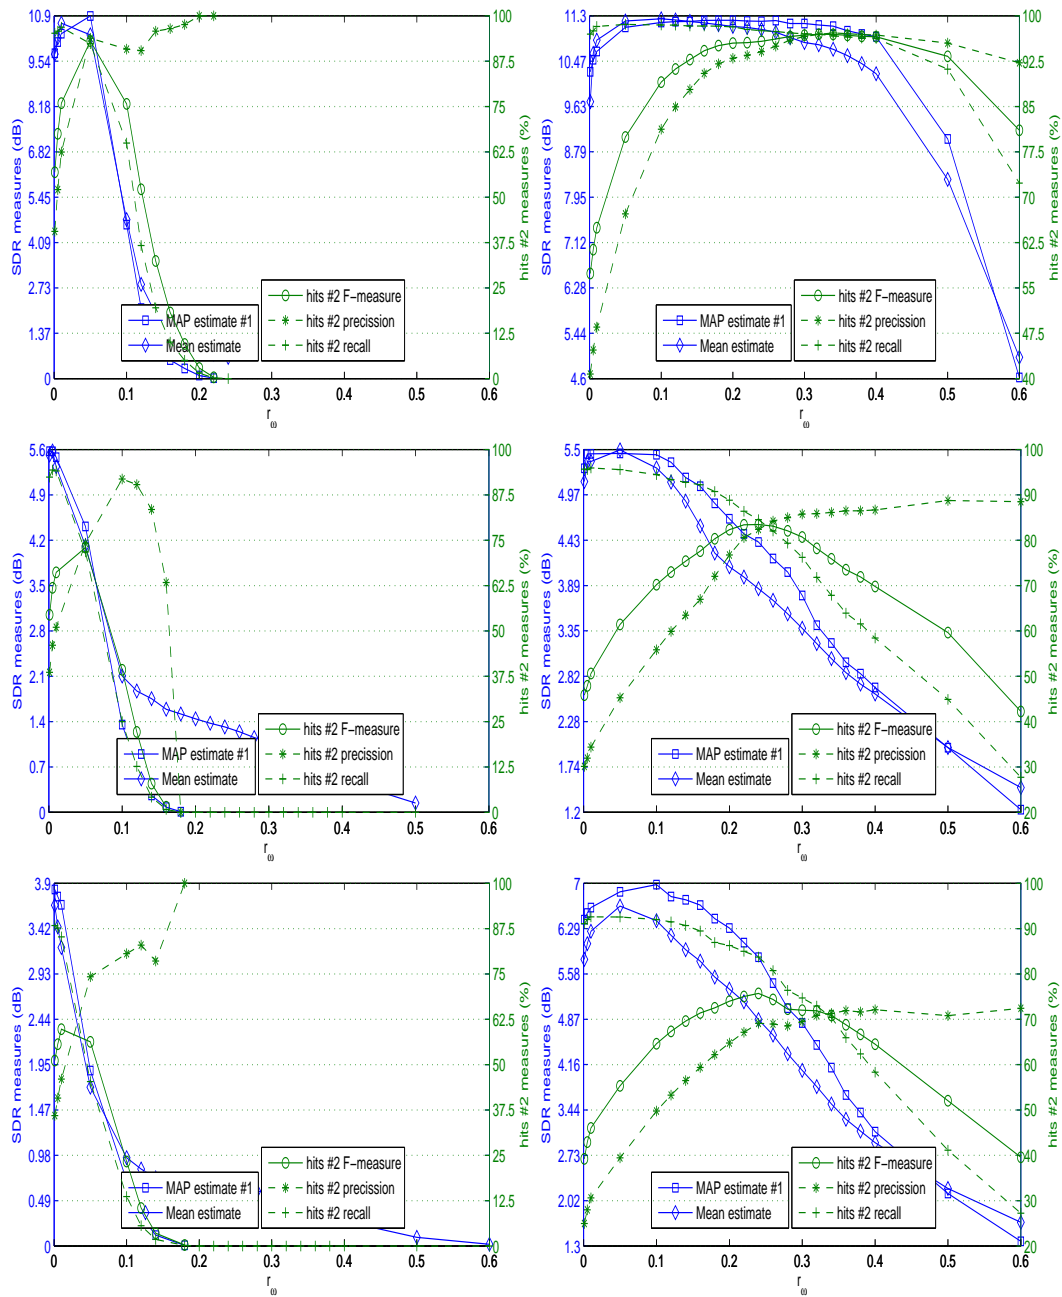 10.9
9.54
8.18
6.82
5.45
4.09
2.73
1.37
0
SDR measures (dB)
100
87.5
75
62.5
50
37.5
25
12.5
0
hits #2 measures (%)
MAP estimate #1
Mean estimate
hits #2 F−measure
hits #2 precission
hits #2 recall
0 0.1 0.2 0.3 0.4 0.5 0.6
r_ω
11.3
10.47
9.63
8.79
7.95
7.12
6.28
5.44
4.6
SDR measures (dB)
100
92.5
85
77.5
70
62.5
55
47.5
40
hits #2 measures (%)
MAP estimate #1
Mean estimate
hits #2 F−measure
hits #2 precission
hits #2 recall
0 0.1 0.2 0.3 0.4 0.5 0.6
r_ω
5.6
4.9
4.2
3.5
2.8
2.1
1.4
0.7
0
SDR measures (dB)
100
87.5
75
62.5
50
37.5
25
12.5
0
hits #2 measures (%)
MAP estimate #1
Mean estimate
hits #2 F−measure
hits #2 precission
hits #2 recall
0 0.1 0.2 0.3 0.4 0.5 0.6
r_ω
5.5
4.97
4.43
3.89
3.35
2.82
2.28
1.74
1.2
SDR measures (dB)
100
90
80
70
60
50
40
30
20
hits #2 measures (%)
MAP estimate #1
Mean estimate
hits #2 F−measure
hits #2 precission
hits #2 recall
0 0.1 0.2 0.3 0.4 0.5 0.6
r_ω
3.9
3.42
2.93
2.44
1.95
1.47
0.98
0.49
0
SDR measures (dB)
100
87.5
75
62.5
50
37.5
25
12.5
0
hits #2 measures (%)
MAP estimate #1
Mean estimate
hits #2 F−measure
hits #2 precission
hits #2 recall
0 0.1 0.2 0.3 0.4 0.5 0.6
r_ω
7
6.29
5.58
4.87
4.16
3.44
2.73
2.02
1.3
SDR measures (dB)
100
90
80
70
60
50
40
30
20
hits #2 measures (%)
MAP estimate #1
Mean estimate
hits #2 F−measure
hits #2 precission
hits #2 recall
0 0.1 0.2 0.3 0.4 0.5 0.6
r_ω